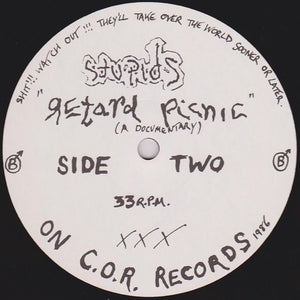 SHIT!!! WATCH OUT!!! THEY'LL TAKE OVER THE WORLD SOONER OR LATER.
STUPIDS
"RETARD PICNIC"
(A DOCUMENTARY)
B B
SIDE TWO
33 R.P.M.
XXX
ON C.O.R. RECORDS 1986